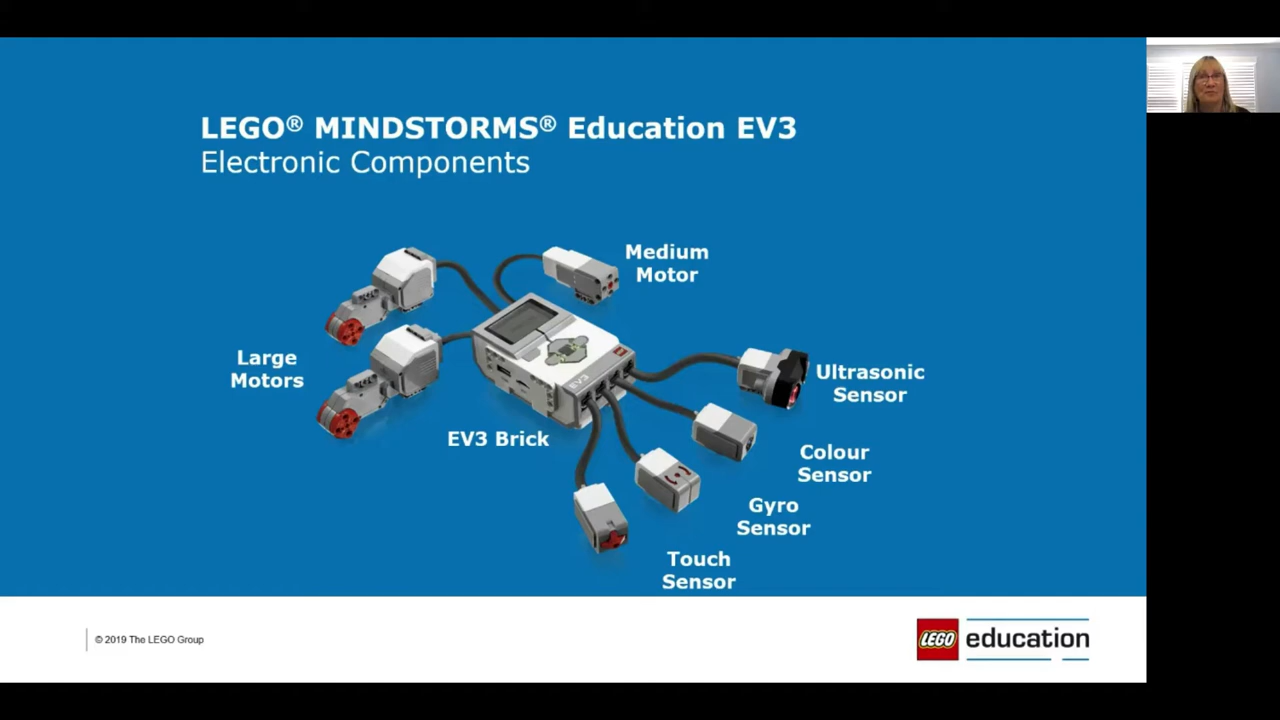 LEGO® MINDSTORMS® Education EV3
Electronic Components
Medium
Motor
Large
Motors
Ultrasonic
Sensor
EV3
EV3 Brick
Colour
Sensor
Gyro
Sensor
Touch
Sensor
© 2019 The LEGO Group
LEGO education